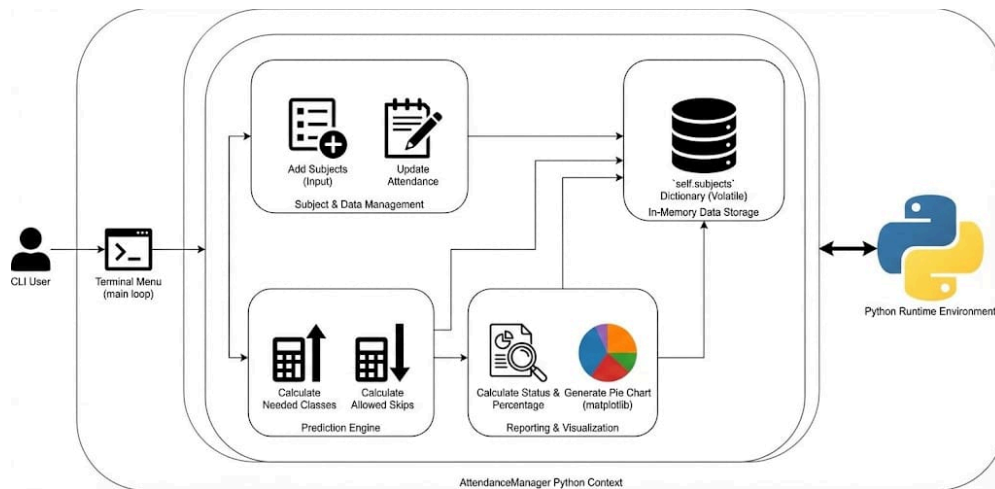 Add Subjects
(Input)
Update
Attendance
Subject & Data Management
`self.subjects`
Dictionary (Volatile)
In-Memory Data Storage
CLI User
Terminal Menu
(main loop)
Python Runtime Environment
Calculate
Needed Classes
Calculate
Allowed Skips
Prediction Engine
Calculate Status &
Percentage
Generate Pie Chart
(matplotlib)
Reporting & Visualization
AttendanceManager Python Context